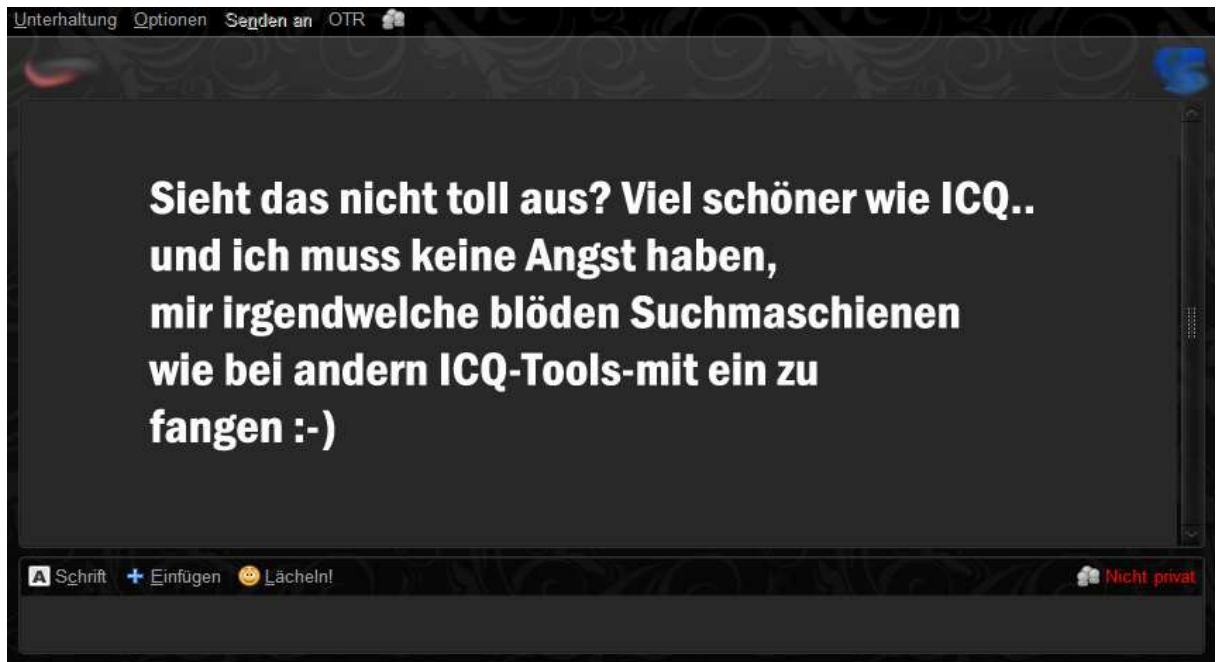 Unterhaltung Optionen Senden an OTR
Sieht das nicht toll aus? Viel schöner wie ICQ..
und ich muss keine Angst haben,
mir irgendwelche blöden Suchmaschienen
wie bei andern ICQ-Tools-mit ein zu
fangen :-)
A Schrift Einfügen Lächeln! Nicht privat